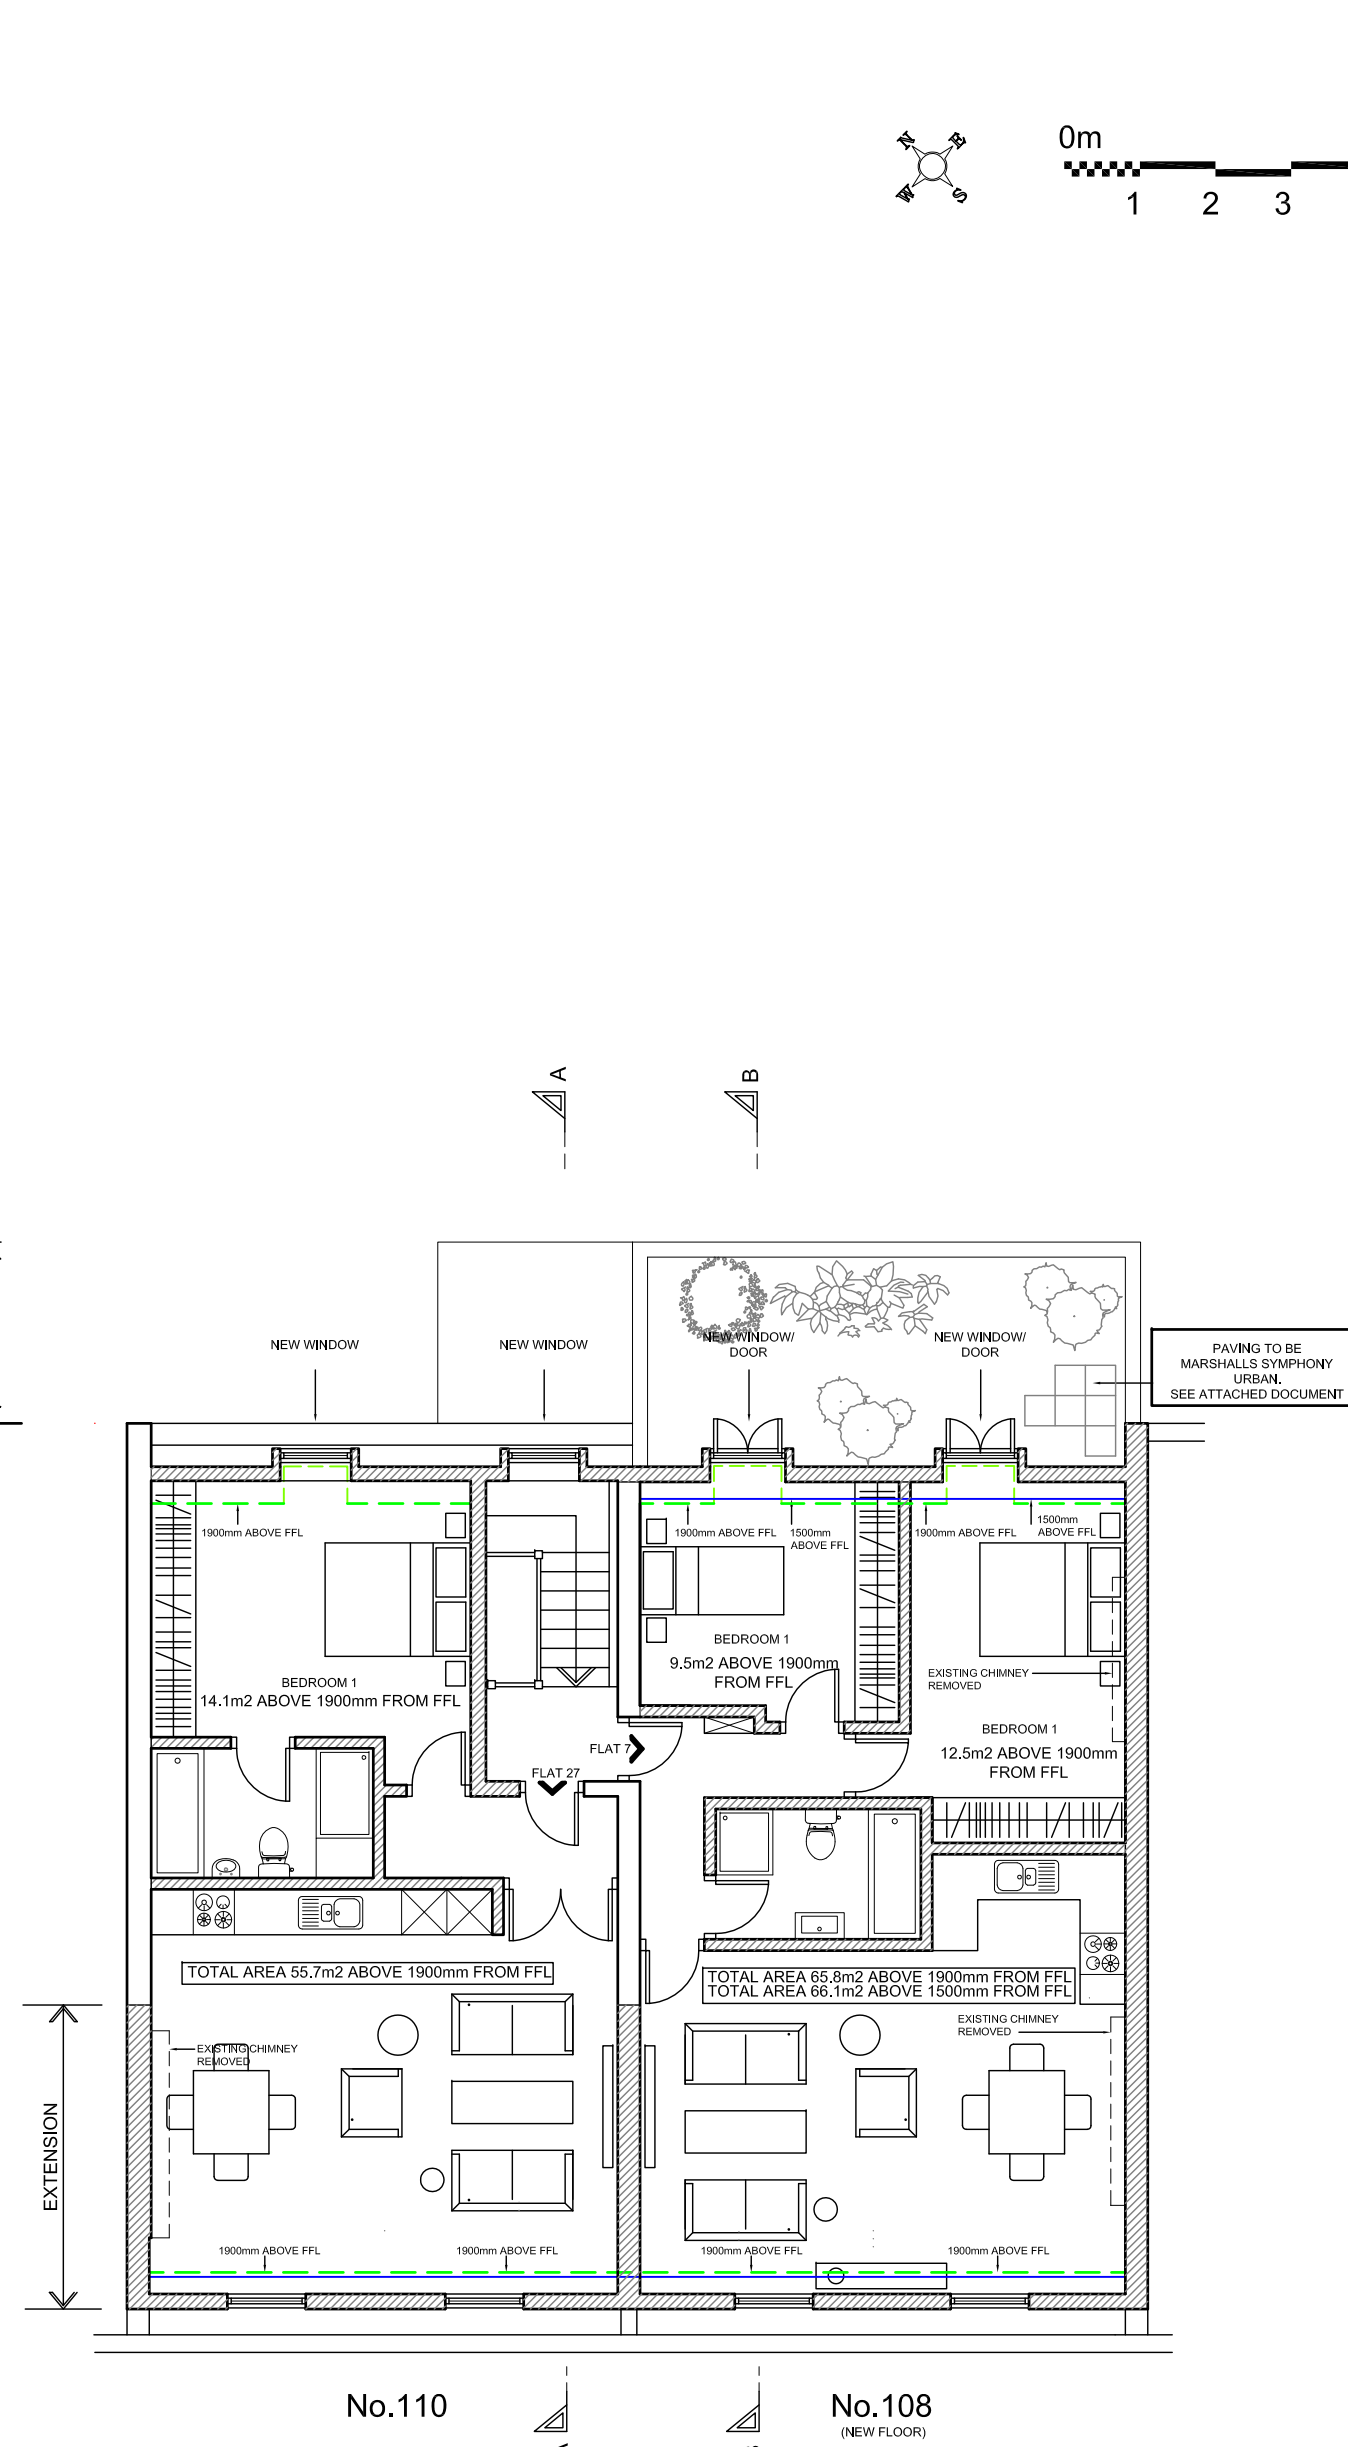 N E
W S
0m
1 2 3
A
B
NEW WINDOW
NEW WINDOW
NEW WINDOW/
DOOR
NEW WINDOW/
DOOR
PAVING TO BE
MARSHALLS SYMPHONY
URBAN.
SEE ATTACHED DOCUMENT
1900mm ABOVE FFL
1900mm ABOVE FFL
1500mm
ABOVE FFL
1900mm ABOVE FFL
1500mm
ABOVE FFL
BEDROOM 1
14.1m2 ABOVE 1900mm FROM FFL
BEDROOM 1
9.5m2 ABOVE 1900mm
FROM FFL
EXISTING CHIMNEY
REMOVED
BEDROOM 1
12.5m2 ABOVE 1900mm
FROM FFL
FLAT 7
FLAT 27
TOTAL AREA 55.7m2 ABOVE 1900mm FROM FFL
TOTAL AREA 65.8m2 ABOVE 1900mm FROM FFL
TOTAL AREA 66.1m2 ABOVE 1500mm FROM FFL
EXISTING CHIMNEY
REMOVED
EXISTING CHIMNEY
REMOVED
EXTENSION
1900mm ABOVE FFL
1900mm ABOVE FFL
1900mm ABOVE FFL
1900mm ABOVE FFL
No.110
No.108
(NEW FLOOR)